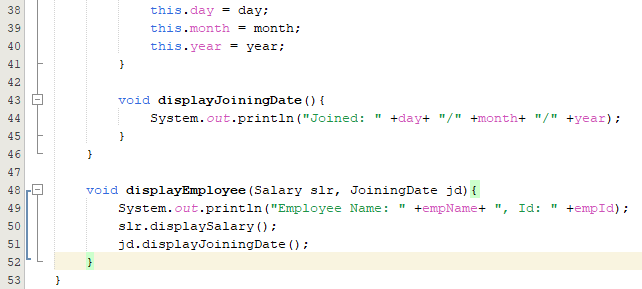 38 this.day = day;
39 this.month = month;
40 this.year = year;
41 }
42
43 void displayJoiningDate(){
44 System.out.println("Joined: " +day+ "/" +month+ "/" +year);
45 }
46 }
47
48 void displayEmployee(Salary slr, JoiningDate jd){
49 System.out.println("Employee Name: " +empName+ ", Id: " +empId);
50 slr.displaySalary();
51 jd.displayJoiningDate();
52 }
53 }